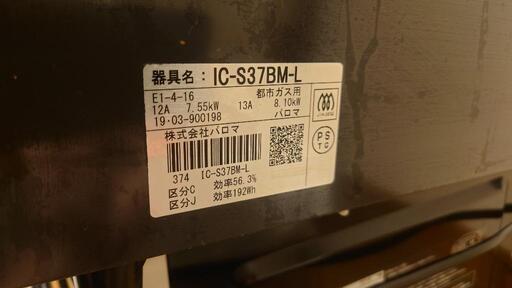 器具名: IC-S37BM-L
E1-4-16 都市ガス用
12A 7.55kW 13A 8.10kW
19·03-900198 パロマ
株式会社パロマ
PS
TG
374 IC-S37BM-L
区分C 効率56.3%
区分J 効率192Wh